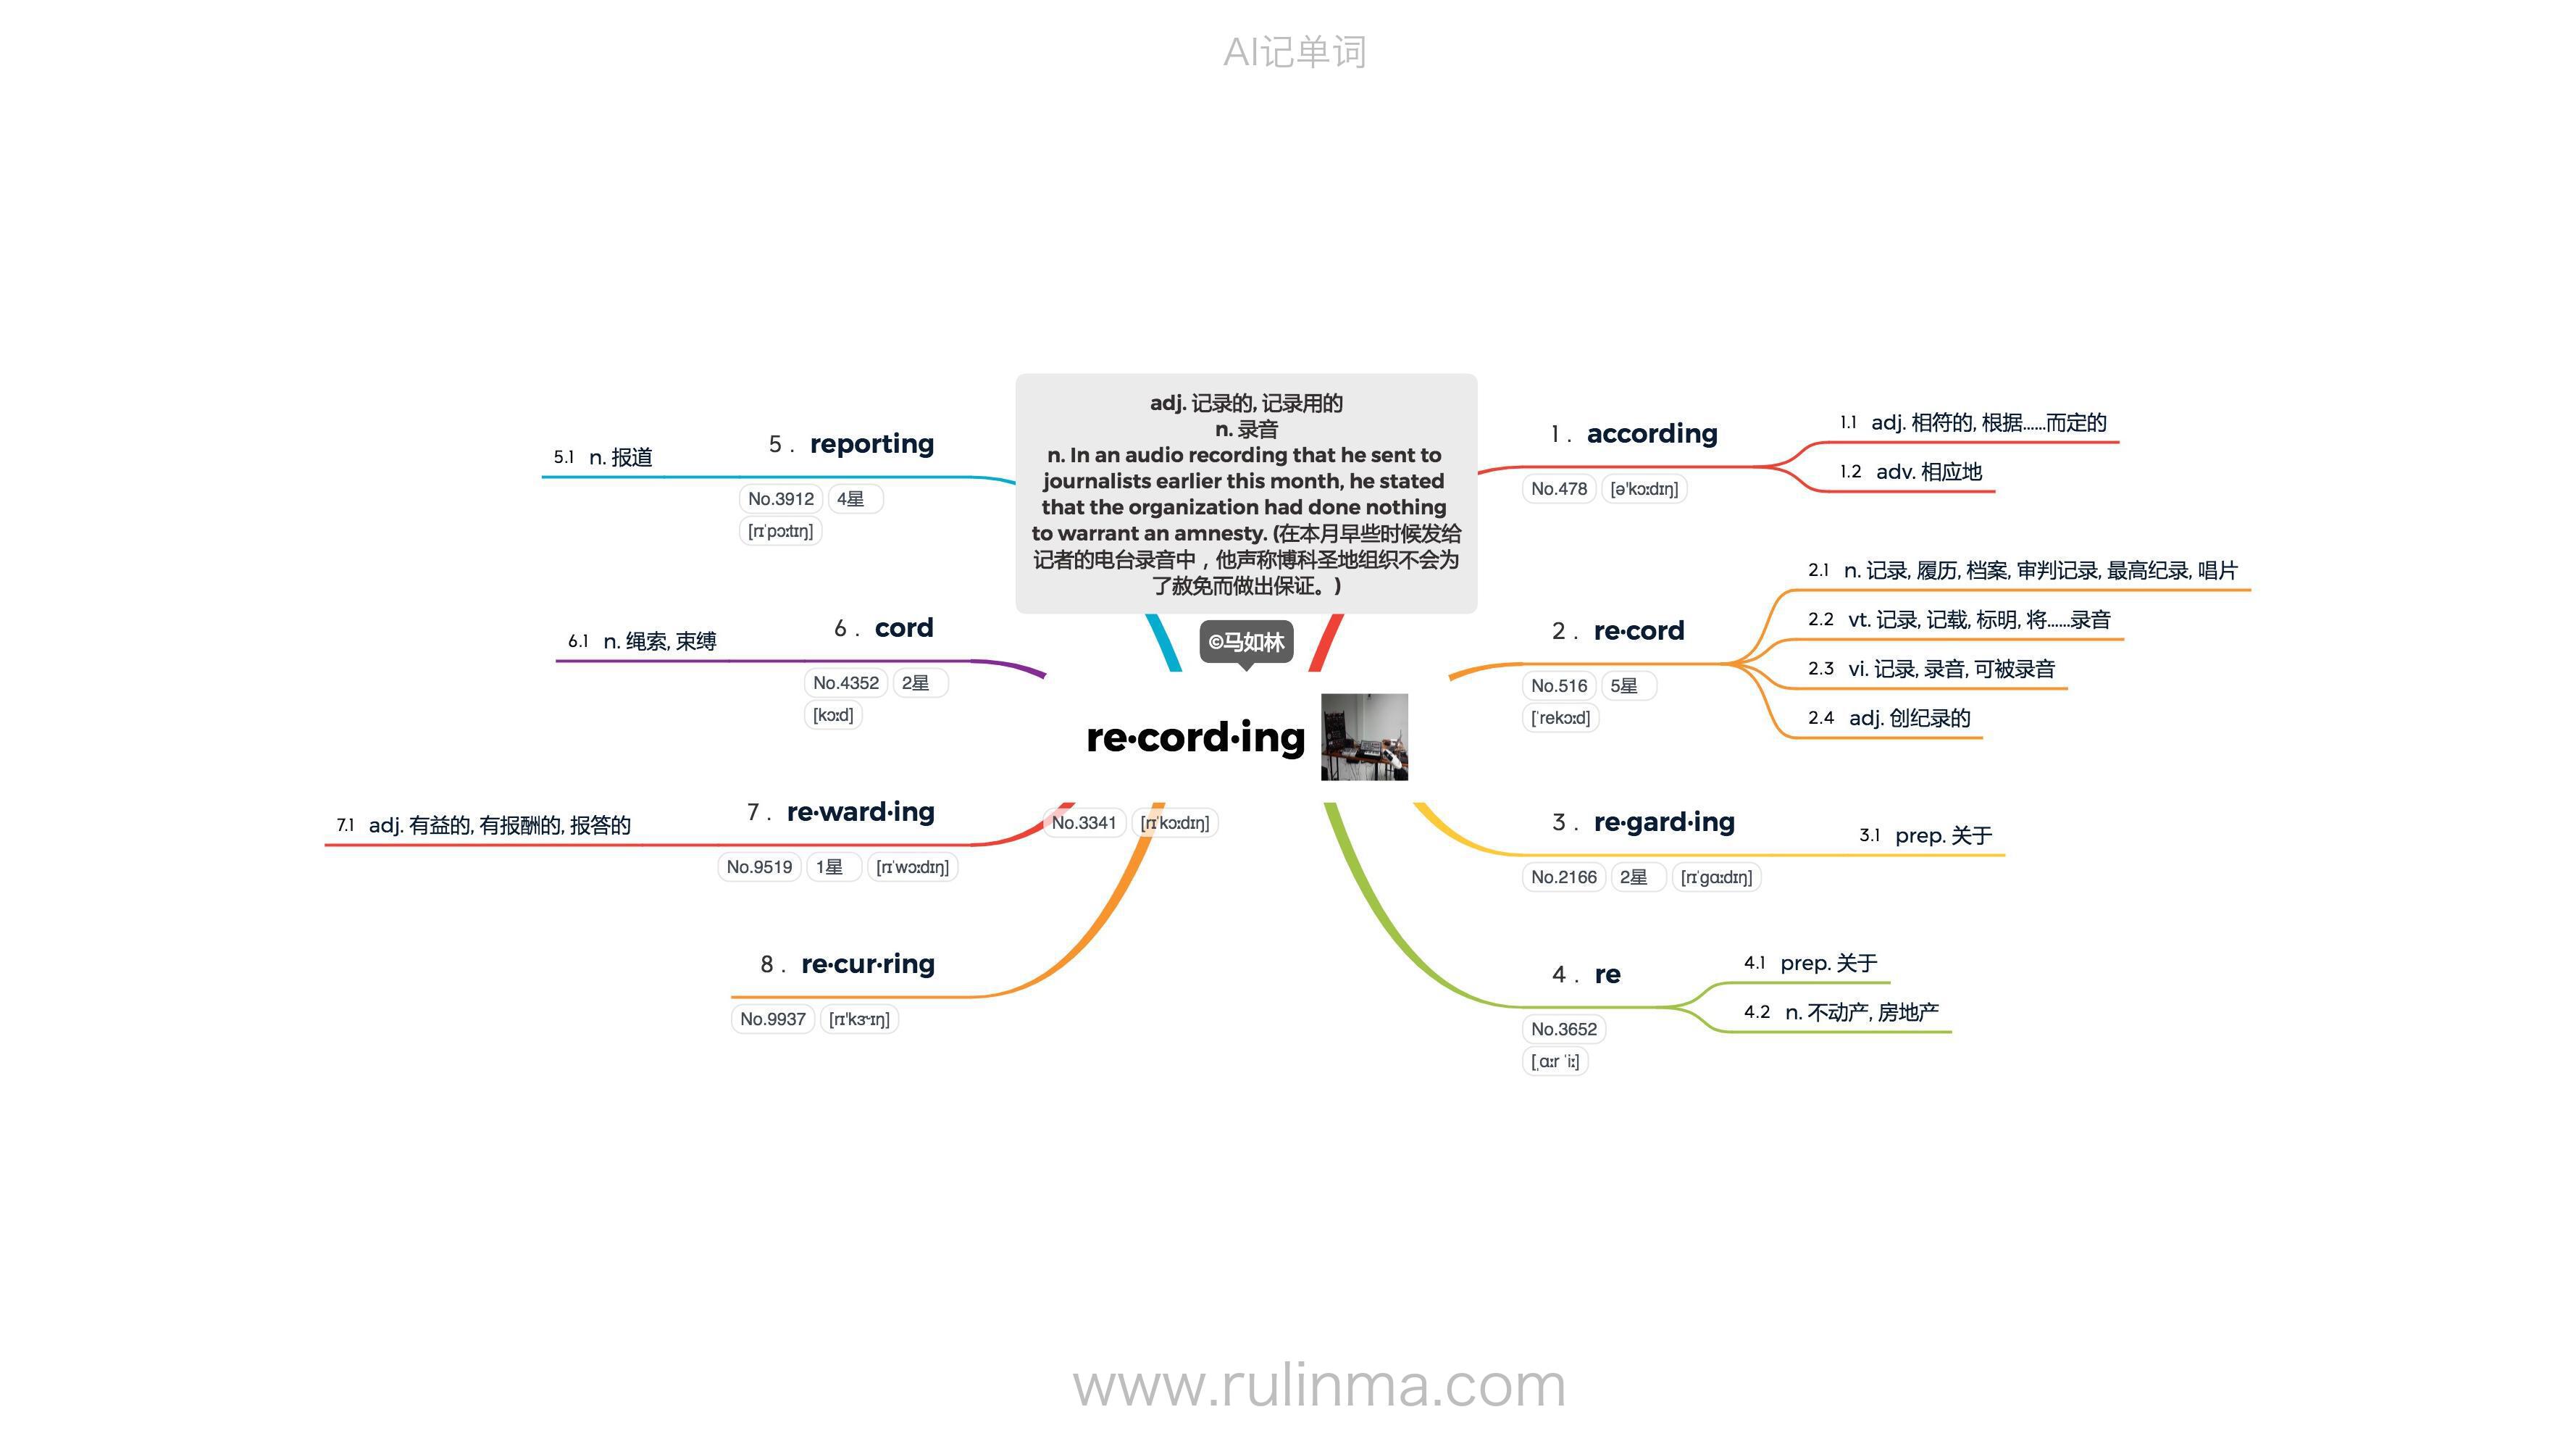 AI记单词
adj. 记录的, 记录用的
n. 录音
n. In an audio recording that he sent to
journalists earlier this month, he stated
that the organization had done nothing
to warrant an amnesty. (在本月早些时候发给
记者的电台录音中，他声称博科圣地组织不会为
了赦免而做出保证。)
©马如林
re·cord·ing
No.3341 [rɪˈkɔːdɪŋ]
1 . according
No.478 [ə'kɔːdɪŋ]
1.1 adj. 相符的, 根据……而定的
1.2 adv. 相应地
2 . re·cord
No.516 5星
[ˈrekɔːd]
2.1 n. 记录, 履历, 档案, 审判记录, 最高纪录, 唱片
2.2 vt. 记录, 记载, 标明, 将……录音
2.3 vi. 记录, 录音, 可被录音
2.4 adj. 创纪录的
3 . re·gard·ing
No.2166 2星 [rɪˈɡɑːdɪŋ]
3.1 prep. 关于
4 . re
No.3652
[ˌɑːr ˈiː]
4.1 prep. 关于
4.2 n. 不动产, 房地产
5 . reporting
No.3912 4星
[rɪˈpɔːtɪŋ]
5.1 n. 报道
6 . cord
No.4352 2星
[kɔːd]
6.1 n. 绳索, 束缚
7 . re·ward·ing
No.9519 1星 [rɪˈwɔːdɪŋ]
7.1 adj. 有益的, 有报酬的, 报答的
8 . re·cur·ring
No.9937 [rɪ'kɝɪŋ]
www.rulinma.com